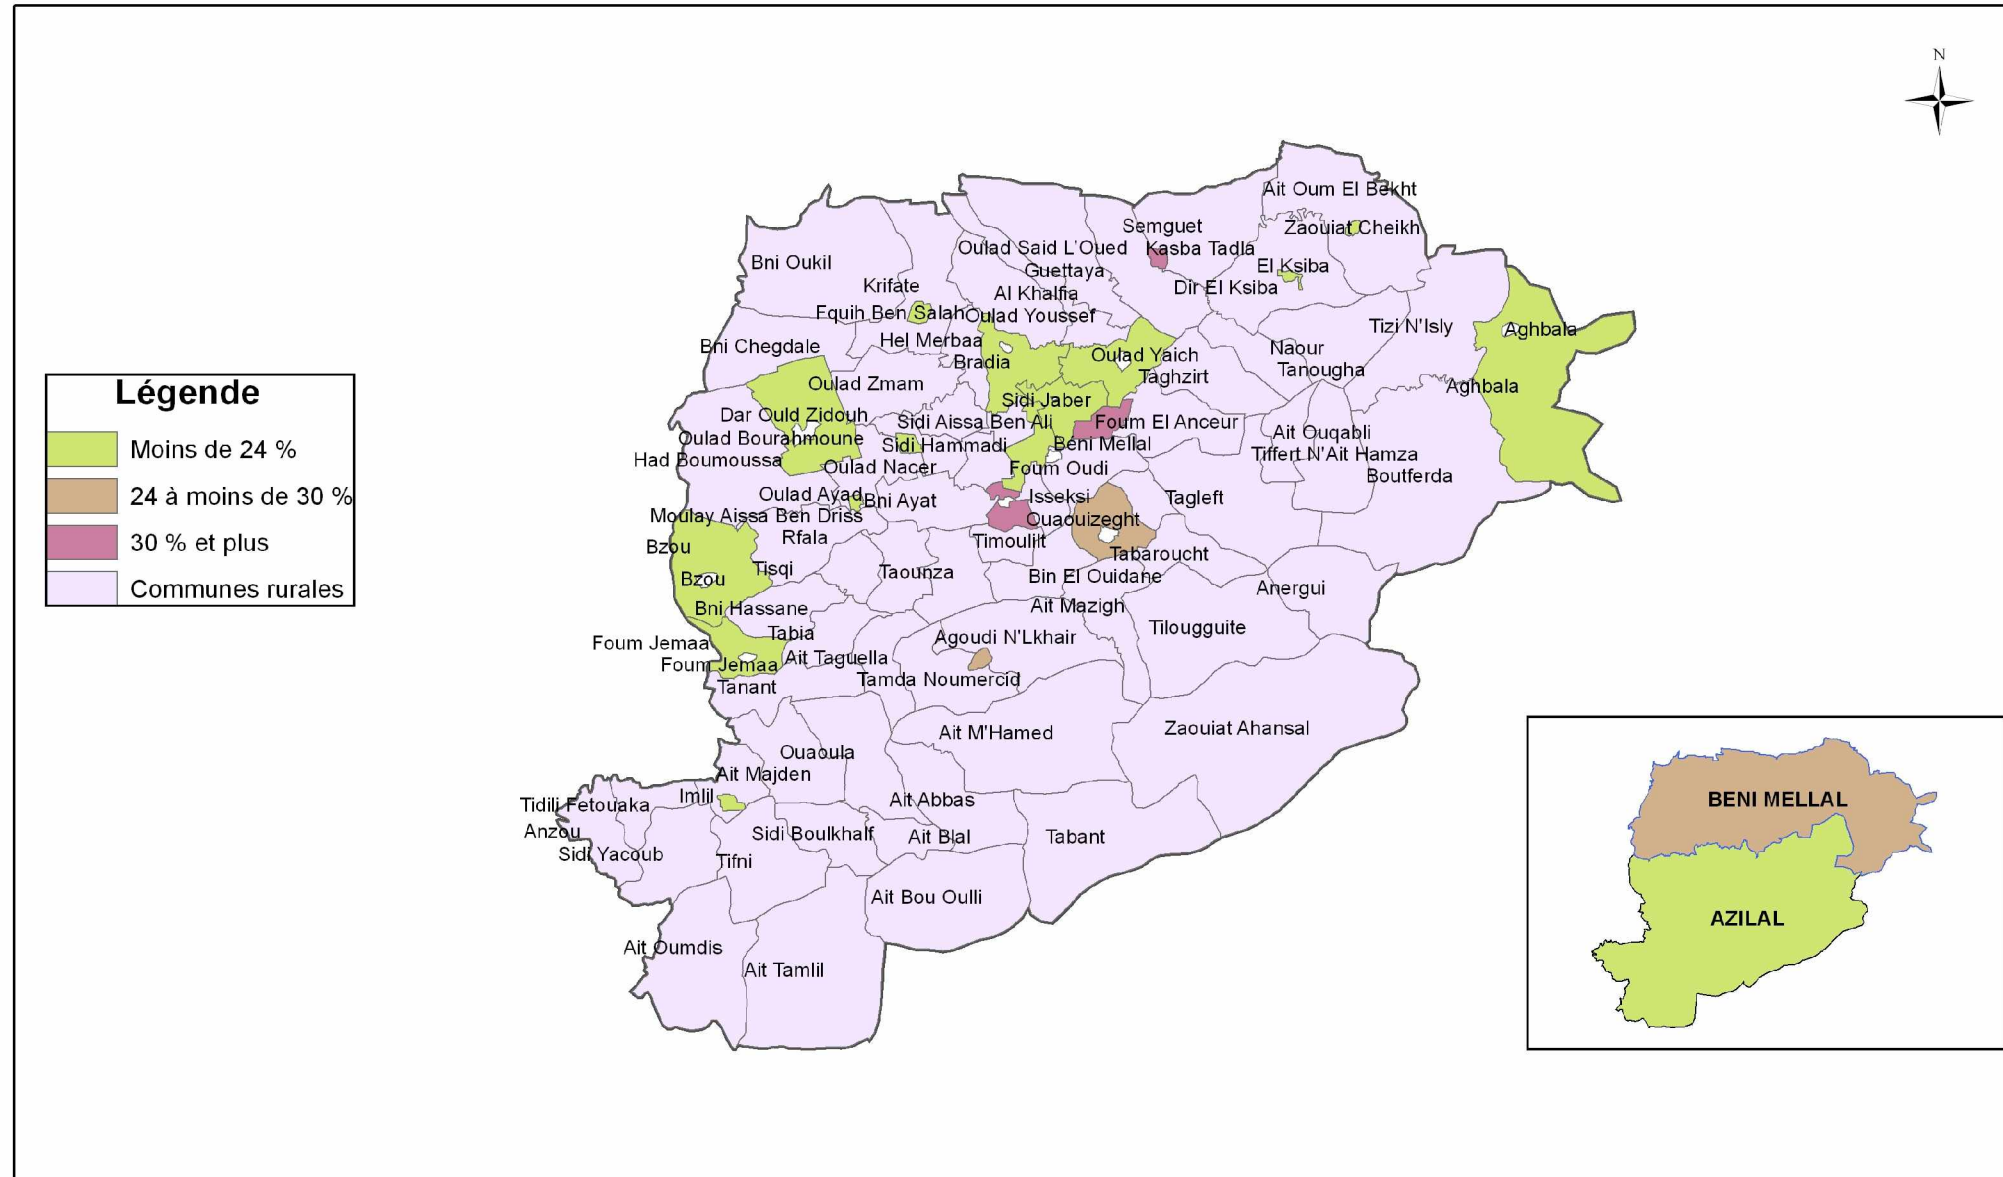 N
Ait Oum El Bekht
Semguet
Zaouiat Cheikh
Oulad Said L'Oued
Kasba Tadla
Bni Oukil
Guettaya
El Ksiba
Krifate
Al Khalfia
Dir El Ksiba
Fquih Ben Salah
Oulad Youssef
Tizi N'Isly
Aghbala
Bni Chegdale
Hel Merbaa
Bradia
Oulad Yaich
Naour
Tanougha
Taghzirt
Oulad Zmam
Aghbala
Sidi Jaber
Dar Ould Zidouh
Sidi Aissa Ben Ali
Foum El Anceur
Oulad Bourahmoune
Sidi Hammadi
Beni Mellal
Ait Ouqabli
Had Boumoussa
Oulad Nacer
Foum Oudi
Tiffert N'Ait Hamza
Boutferda
Oulad Ayad
Bni Ayat
Isseksi
Tagleft
Moulay Aissa Ben Driss
Ouaouizeght
Rfala
Timoulilt
Bzou
Tabaroucht
Bzou
Tisqi
Taounza
Bin El Ouidane
Anergui
Bni Hassane
Ait Mazigh
Tabia
Agoudi N'Lkhair
Tilougguite
Foum Jemaa
Foum Jemaa
Ait Taguella
Tanant
Tamda Noumercid
Ait M'Hamed
Zaouiat Ahansal
Ouaoula
Ait Majden
Imlil
Ait Abbas
Tidili Fetouaka
Anzou
Sidi Boulkhalf
Ait Blal
Tabant
Sidi Yacoub
Tifni
Ait Bou Oulli
Ait Oumdis
Ait Tamlil
Légende
Moins de 24 %
24 à moins de 30 %
30 % et plus
Communes rurales
BENI MELLAL
AZILAL